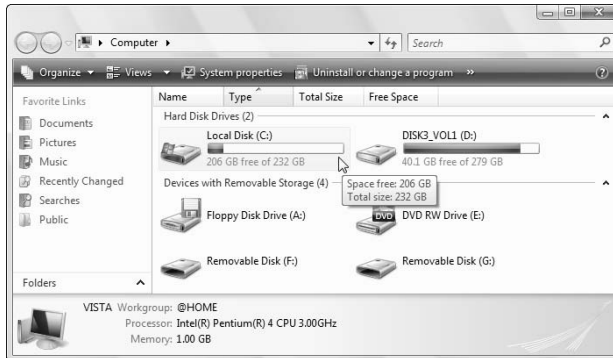 Computer
Search
Organize Views System properties Uninstall or change a program »
Favorite Links
Documents
Pictures
Music
Recently Changed
Searches
Public
Folders
Name Type Total Size Free Space
Hard Disk Drives (2)
Local Disk (C:)
206 GB free of 232 GB
DISK3_VOL1 (D:)
40.1 GB free of 279 GB
Devices with Removable Storage (4)
Space free: 206 GB
Total size: 232 GB
Floppy Disk Drive (A:)
DVD
DVD RW Drive (E:)
Removable Disk (F:)
Removable Disk (G:)
VISTA Workgroup: @HOME
Processor: Intel(R) Pentium(R) 4 CPU 3.00GHz
Memory: 1.00 GB